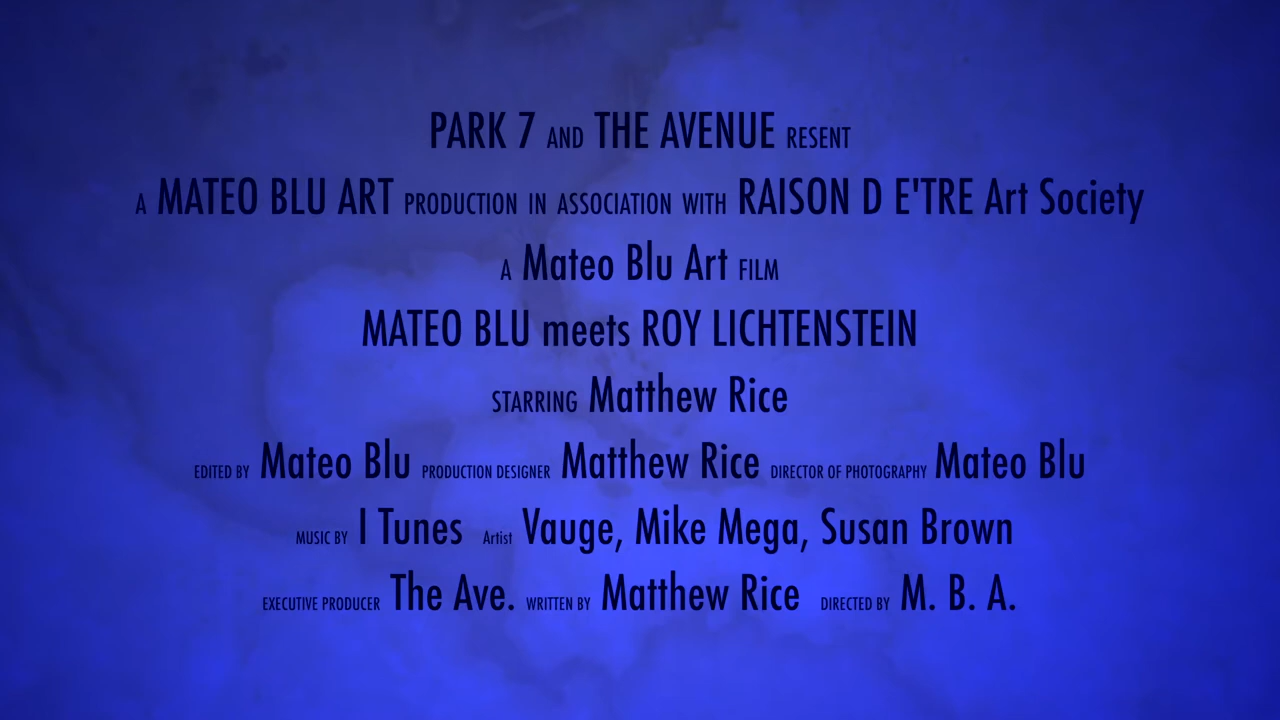 PARK 7 AND THE AVENUE RESENT
A MATEO BLU ART PRODUCTION IN ASSOCIATION WITH RAISON D E'TRE Art Society
A Mateo Blu Art FILM
MATEO BLU meets ROY LICHTENSTEIN
STARRING Matthew Rice
EDITED BY Mateo Blu PRODUCTION DESIGNER Matthew Rice DIRECTOR OF PHOTOGRAPHY Mateo Blu
MUSIC BY I Tunes Artist Vauge, Mike Mega, Susan Brown
EXECUTIVE PRODUCER The Ave. WRITTEN BY Matthew Rice DIRECTED BY M. B. A.